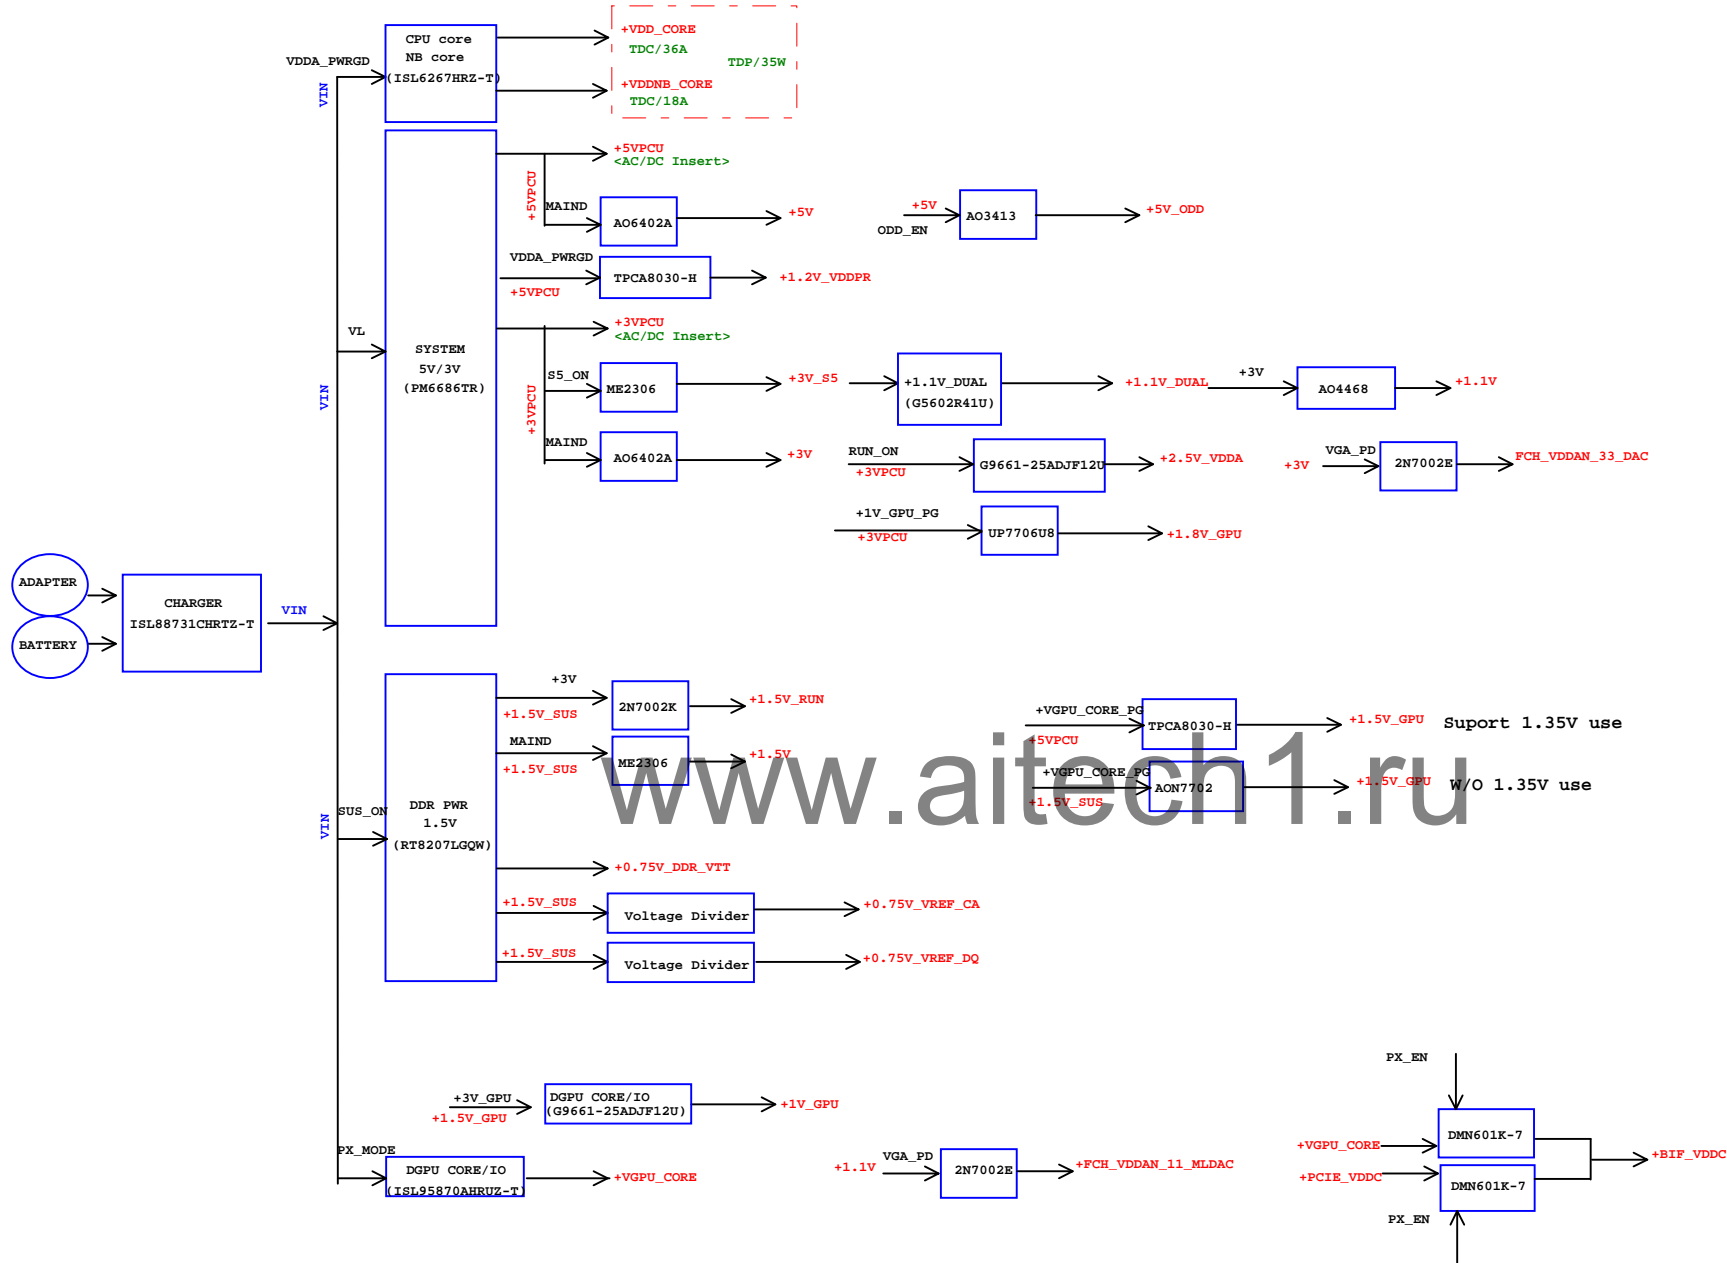 VDDA_PWRGD
VIN
CPU core
NB core
(ISL6267HRZ-T)
+VDD_CORE
TDC/36A
TDP/35W
+VDDNB_CORE
TDC/18A
+5VPCU
<AC/DC Insert>
+5VPCU
MAIND
AO6402A
+5V
+5V
ODD_EN
AO3413
+5V_ODD
VDDA_PWRGD
+5VPCU
TPCA8030-H
+1.2V_VDDPR
VL
VIN
SYSTEM
5V/3V
(PM6686TR)
+3VPCU
<AC/DC Insert>
+3VPCU
S5_ON
ME2306
+3V_S5
+1.1V_DUAL
(G5602R41U)
+1.1V_DUAL
+3V
AO4468
+1.1V
MAIND
AO6402A
+3V
RUN_ON
+3VPCU
G9661-25ADJF12U
+2.5V_VDDA
+3V
VGA_PD
2N7002E
FCH_VDDAN_33_DAC
+1V_GPU_PG
+3VPCU
UP7706U8
+1.8V_GPU
ADAPTER
BATTERY
CHARGER
ISL88731CHRTZ-T
VIN
+3V
+1.5V_SUS
2N7002K
+1.5V_RUN
MAIND
+1.5V_SUS
ME2306
+1.5V
+VGPU_CORE_PG
+5VPCU
TPCA8030-H
+1.5V_GPU
Suport 1.35V use
+VGPU_CORE_PG
+1.5V_SUS
AON7702
+1.5V_GPU
W/O 1.35V use
www.aitech1.ru
SUS_ON
VIN
DDR PWR
1.5V
(RT8207LGQW)
+0.75V_DDR_VTT
+1.5V_SUS
Voltage Divider
+0.75V_VREF_CA
+1.5V_SUS
Voltage Divider
+0.75V_VREF_DQ
+3V_GPU
+1.5V_GPU
DGPU CORE/IO
(G9661-25ADJF12U)
+1V_GPU
PX_MODE
DGPU CORE/IO
(ISL95870AHRUZ-T)
+VGPU_CORE
+1.1V
VGA_PD
2N7002E
+FCH_VDDAN_11_MLDAC
PX_EN
+VGPU_CORE
DMN601K-7
+BIF_VDDC
+PCIE_VDDC
DMN601K-7
PX_EN